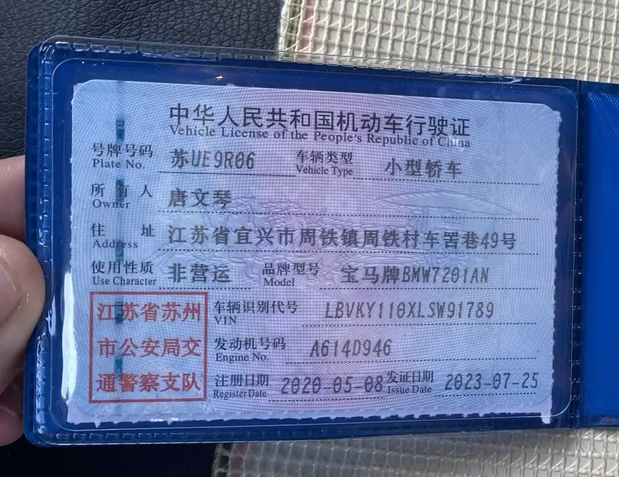 中华人民共和国机动车行驶证
Vehicle License of the People's Republic of China
号牌号码 苏UE9R06 车辆类型 小型轿车
Plate No. Vehicle Type
所有人 唐文琴
Owner
住址 江苏省宜兴市周铁镇周铁村车罟巷49号
Address
使用性质 非营运 品牌型号 宝马牌BMW7201AN
Use Character Model
江苏省苏州 车辆识别代号 LBVKY110XLSW91789
VIN
市公安局交 发动机号码 A614D946
Engine No.
通警察支队 注册日期 2020-05-08 发证日期 2023-07-25
Register Date Issue Date